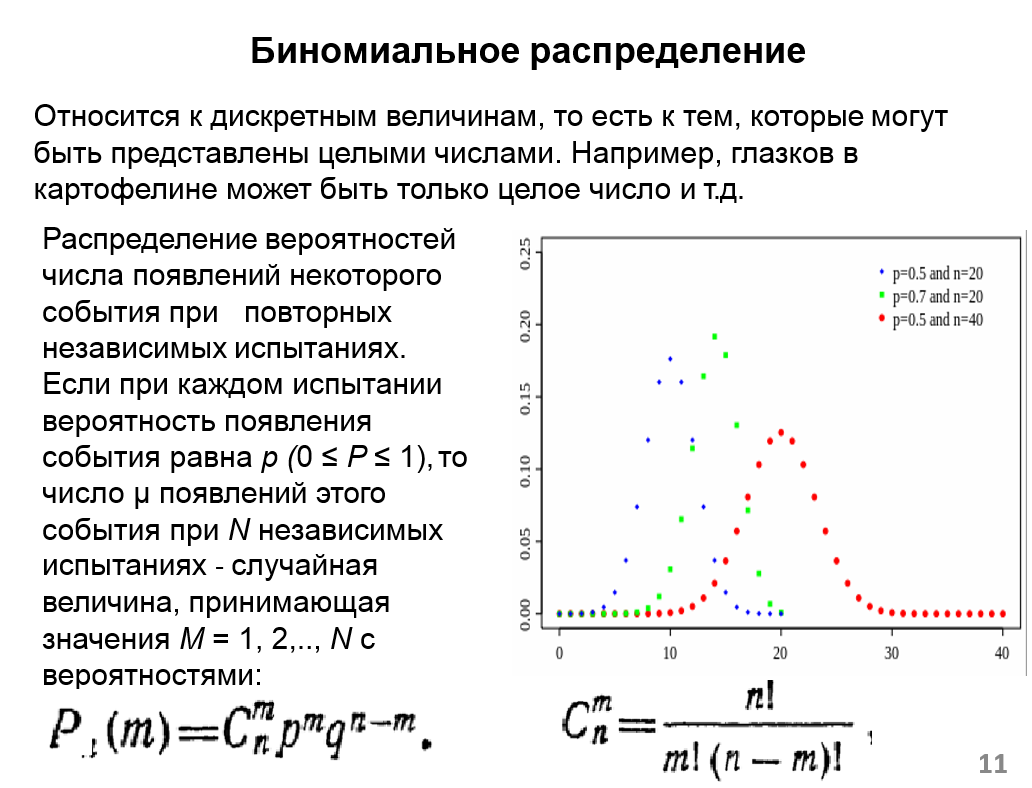 Биномиальное распределение
Относится к дискретным величинам, то есть к тем, которые могут
быть представлены целыми числами. Например, глазков в
картофелине может быть только целое число и т.д.
Распределение вероятностей
числа появлений некоторого
события при повторных
независимых испытаниях.
Если при каждом испытании
вероятность появления
события равна p (0 ≤ P ≤ 1), то
число μ появлений этого
события при N независимых
испытаниях - случайная
величина, принимающая
значения M = 1, 2,.., N с
вероятностями:
0.25
0.20
0.15
0.10
0.05
0.00
p=0.5 and n=20
p=0.7 and n=20
p=0.5 and n=40
0 10 20 30 40
P (m) = C_n^m p^m q^{n−m}.
C_n^m = n! / m! (n − m)! ,
11